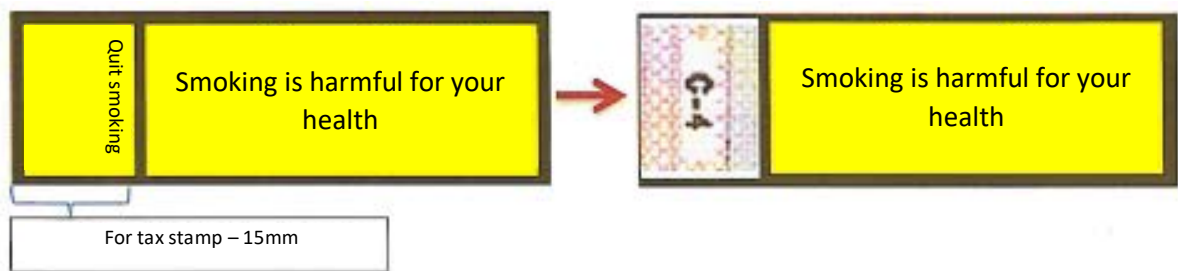 Quit smoking
Smoking is harmful for your
health
C-4
Smoking is harmful for your
health
For tax stamp – 15mm